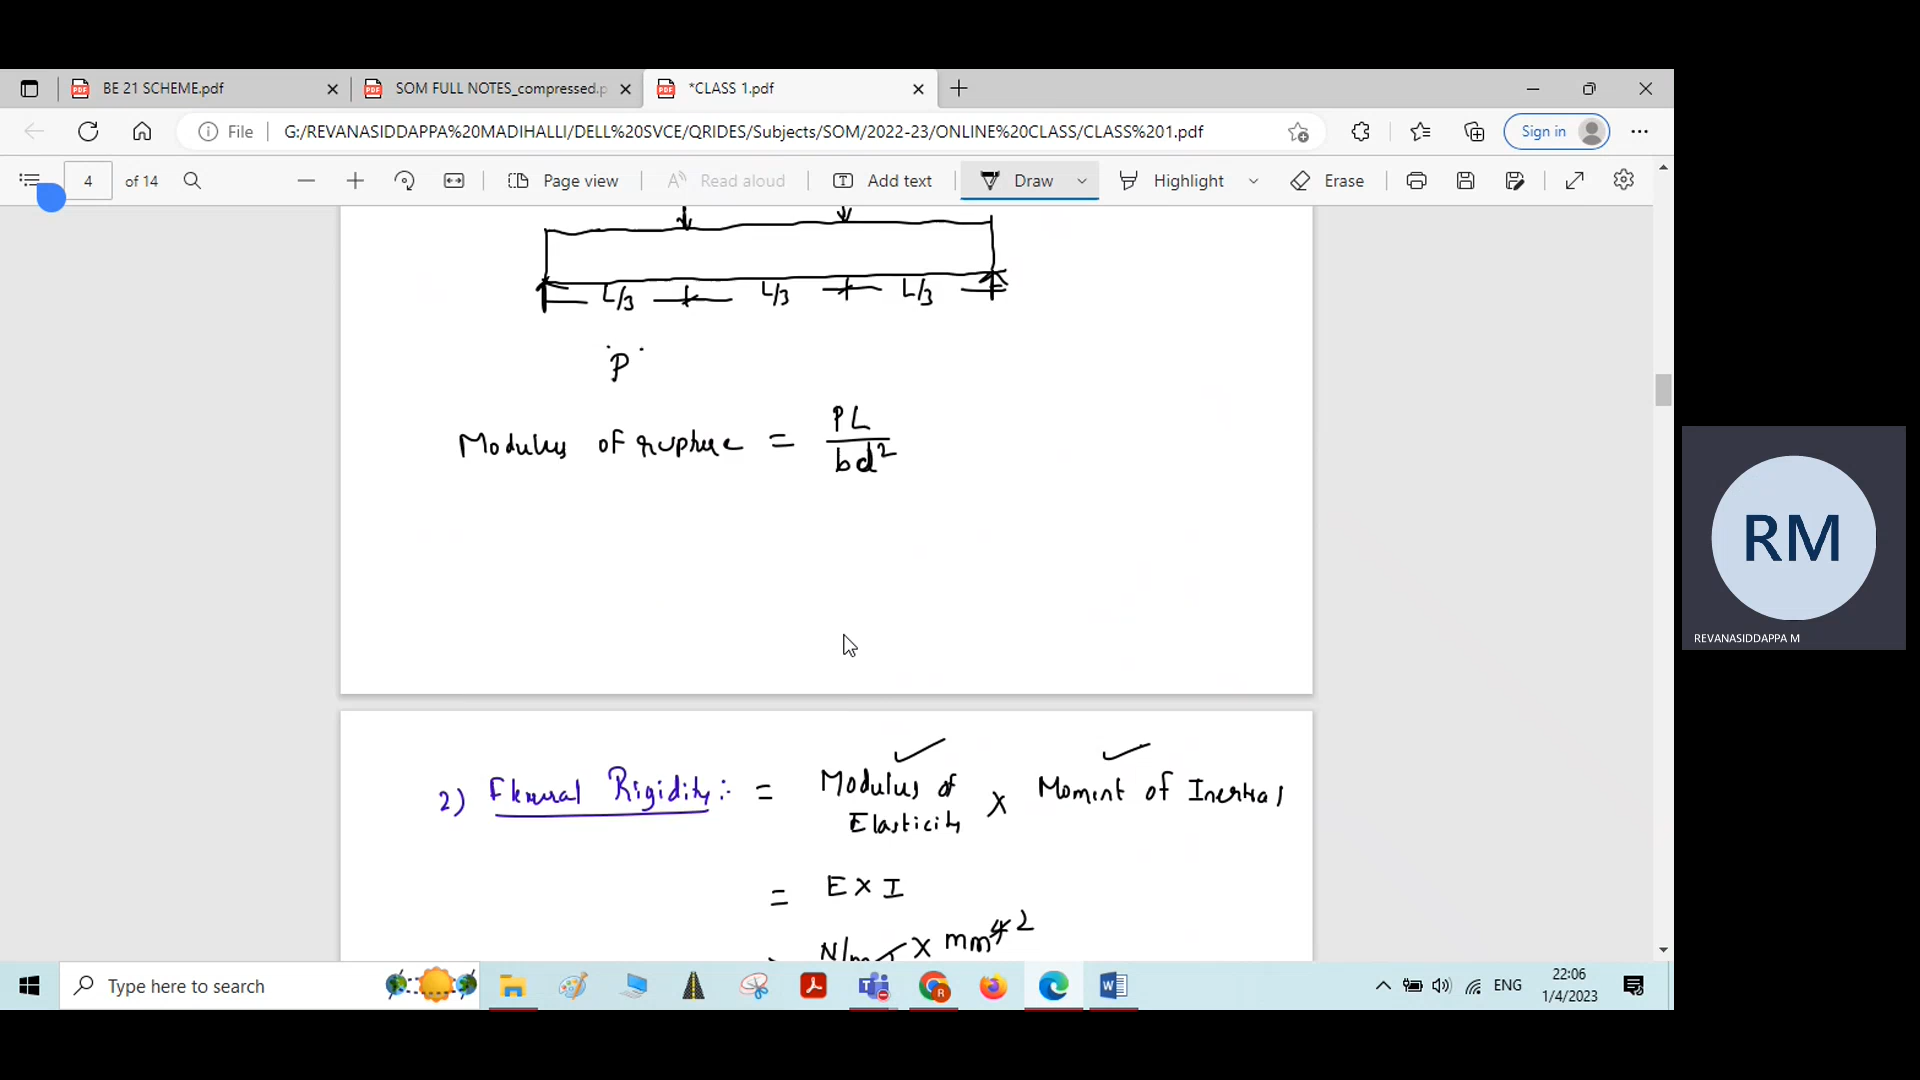 BE 21 SCHEME.pdf
SOM FULL NOTES_compressed.p
*CLASS 1.pdf
File
G:/REVANASIDDAPPA%20MADIHALLI/DELL%20SVCE/QRIDES/Subjects/SOM/2022-23/ONLINE%20CLASS/CLASS%201.pdf
Sign in
4 of 14
Page view
Read aloud
Add text
Draw
Highlight
Erase
L/3 L/3 L/3
P
Modulus of rupture = PL
bd²
RM
REVANASIDDAPPA M
2) Flexural Rigidity:- = Modulus of Elasticity X Moment of Inertia
= E X I
X mm⁴ 2
Type here to search
ENG
22:06
1/4/2023